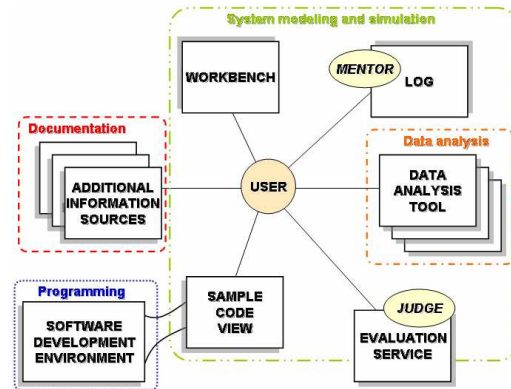 System modeling and simulation
WORKBENCH
MENTOR
LOG
Documentation
ADDITIONAL
INFORMATION
SOURCES
USER
Data analysis
DATA
ANALYSIS
TOOL
Programming
SOFTWARE
DEVELOPMENT
ENVIRONMENT
SAMPLE
CODE
VIEW
JUDGE
EVALUATION
SERVICE